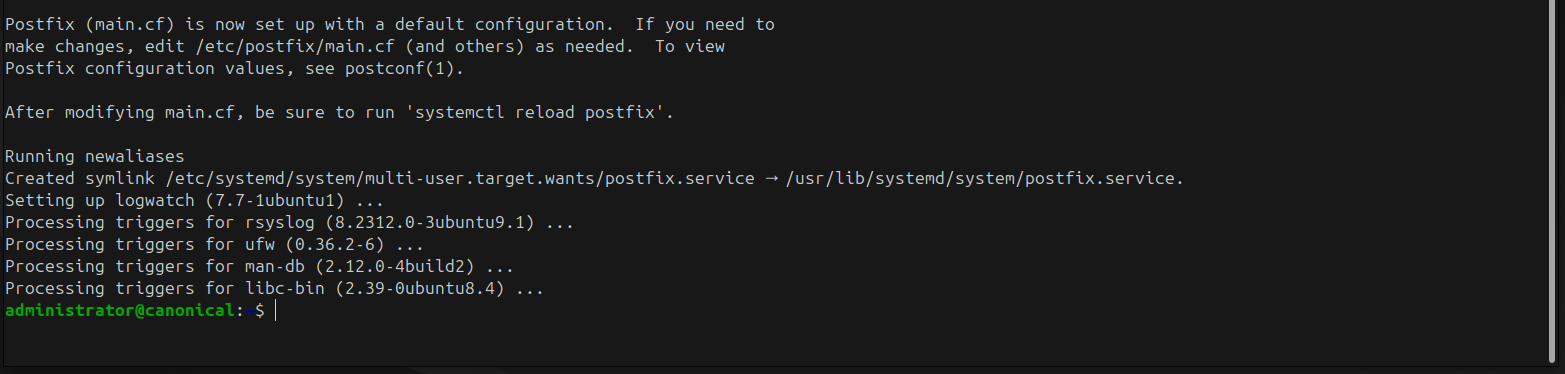 Postfix (main.cf) is now set up with a default configuration.  If you need to
make changes, edit /etc/postfix/main.cf (and others) as needed.  To view
Postfix configuration values, see postconf(1).

After modifying main.cf, be sure to run 'systemctl reload postfix'.

Running newaliases
Created symlink /etc/systemd/system/multi-user.target.wants/postfix.service → /usr/lib/systemd/system/postfix.service.
Setting up logwatch (7.7-1ubuntu1) ...
Processing triggers for rsyslog (8.2312.0-3ubuntu9.1) ...
Processing triggers for ufw (0.36.2-6) ...
Processing triggers for man-db (2.12.0-4build2) ...
Processing triggers for libc-bin (2.39-0ubuntu8.4) ...
administrator@canonical:~$